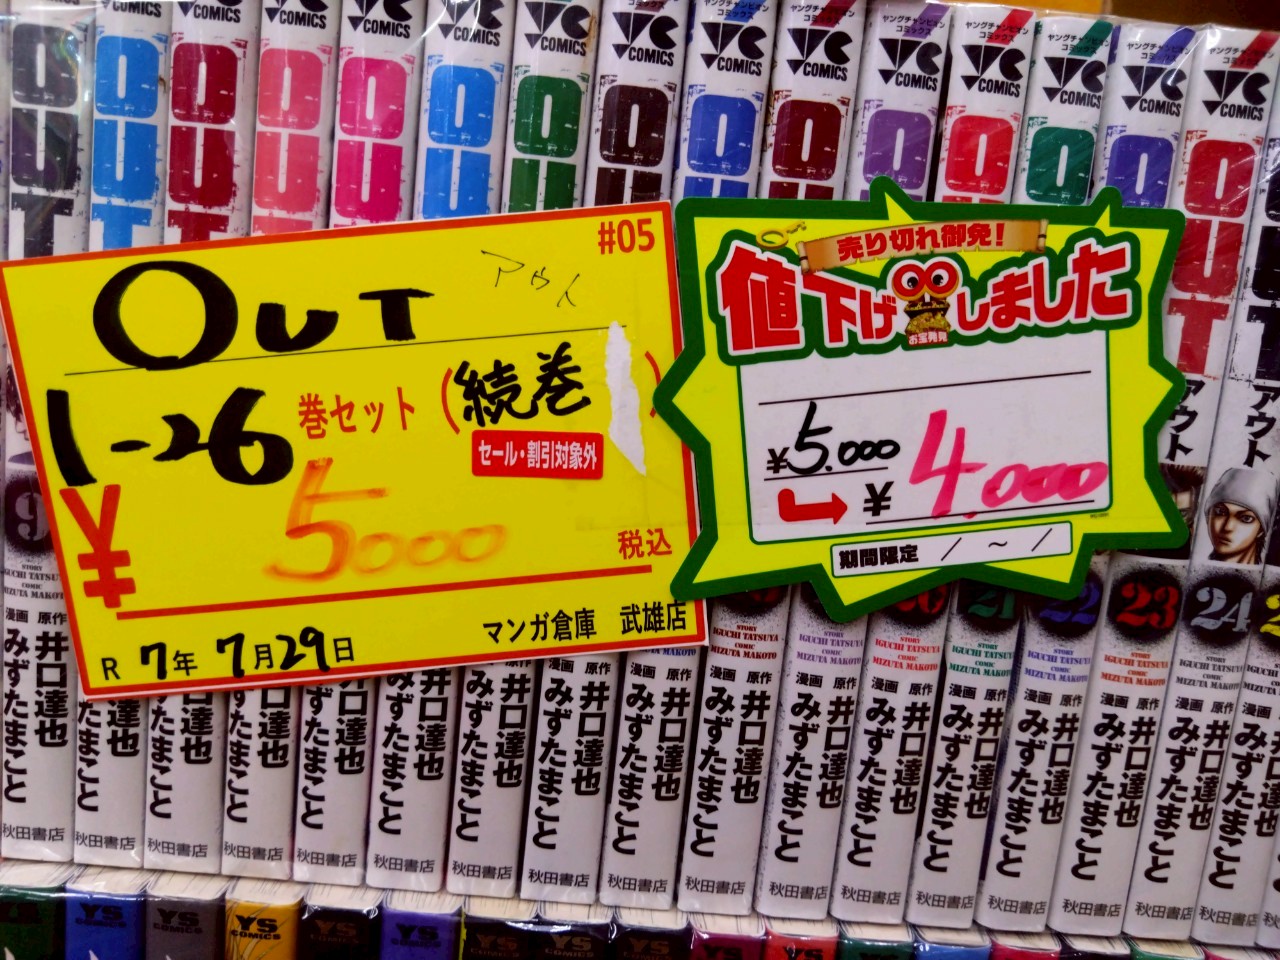 #05
OUT
アウト
1-26 巻セット (続巻)
セール・割引対象外
¥ 5000 税込
R 7年 7月29日
マンガ倉庫 武雄店
売り切れ御免!
値下げしました
お宝発見
¥5.000
¥4.000
期間限定 / ~ /
ヤングチャンピオン
コミックス
YC
COMICS
OUT
アウト
9
21
22
23
24
STORY
IGUCHI TATSUYA
COMIC
MIZUTA MAKOTO
原作 井口達也
漫画 みずたまこと
秋田書店
YS
COMICS